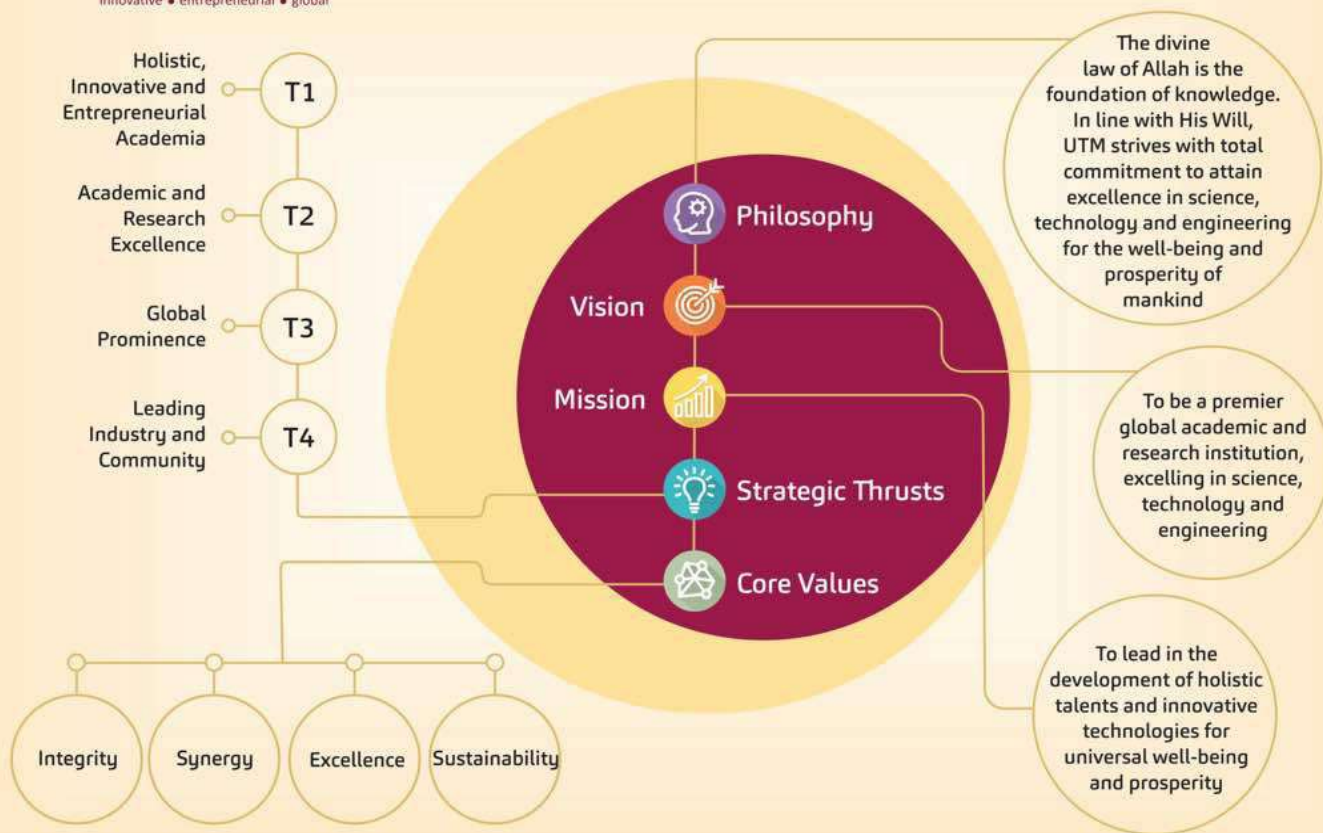 innovative • entrepreneurial • global
Holistic,
Innovative and
Entrepreneurial
Academia
T1
Academic and
Research
Excellence
T2
Global
Prominence
T3
Leading
Industry and
Community
T4
Philosophy
Vision
Mission
Strategic Thrusts
Core Values
The divine
law of Allah is the
foundation of knowledge.
In line with His Will,
UTM strives with total
commitment to attain
excellence in science,
technology and engineering
for the well-being and
prosperity of
mankind
To be a premier
global academic and
research institution,
excelling in science,
technology and
engineering
To lead in the
development of holistic
talents and innovative
technologies for
universal well-being
and prosperity
Integrity
Synergy
Excellence
Sustainability